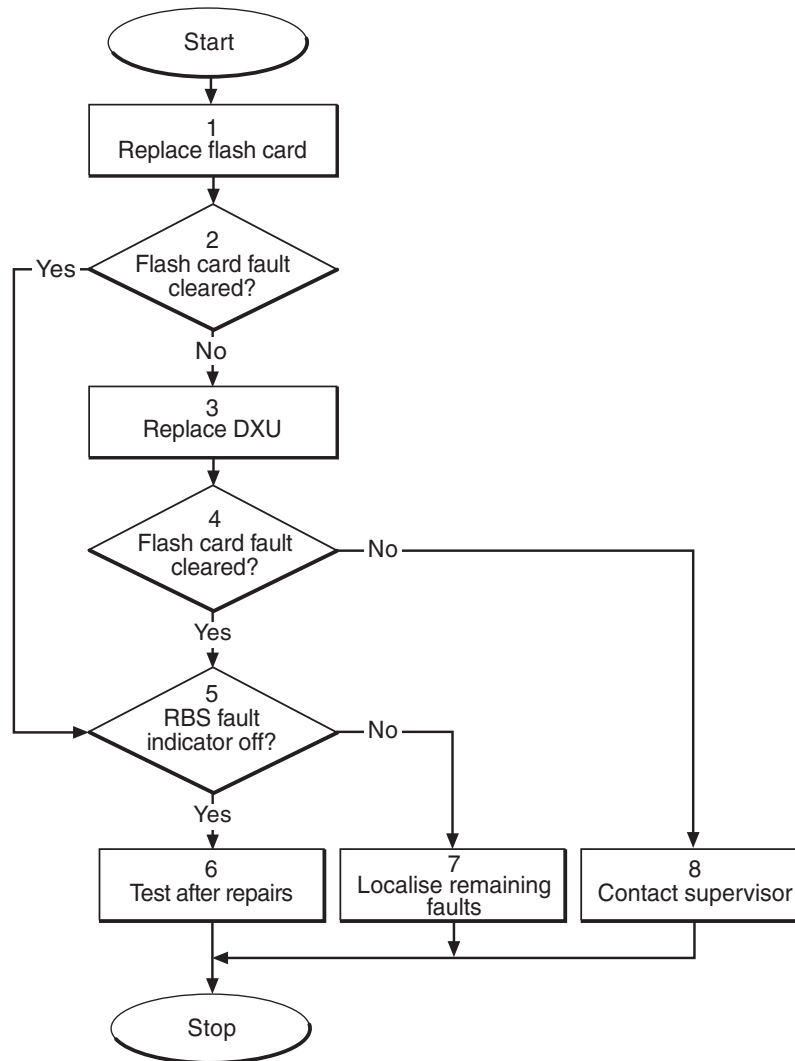 Start
1
Replace flash card
2
Flash card fault
cleared?
Yes
No
3
Replace DXU
4
Flash card fault
cleared?
No
Yes
5
RBS fault
indicator off?
No
Yes
6
Test after repairs
7
Localise remaining
faults
8
Contact supervisor
Stop